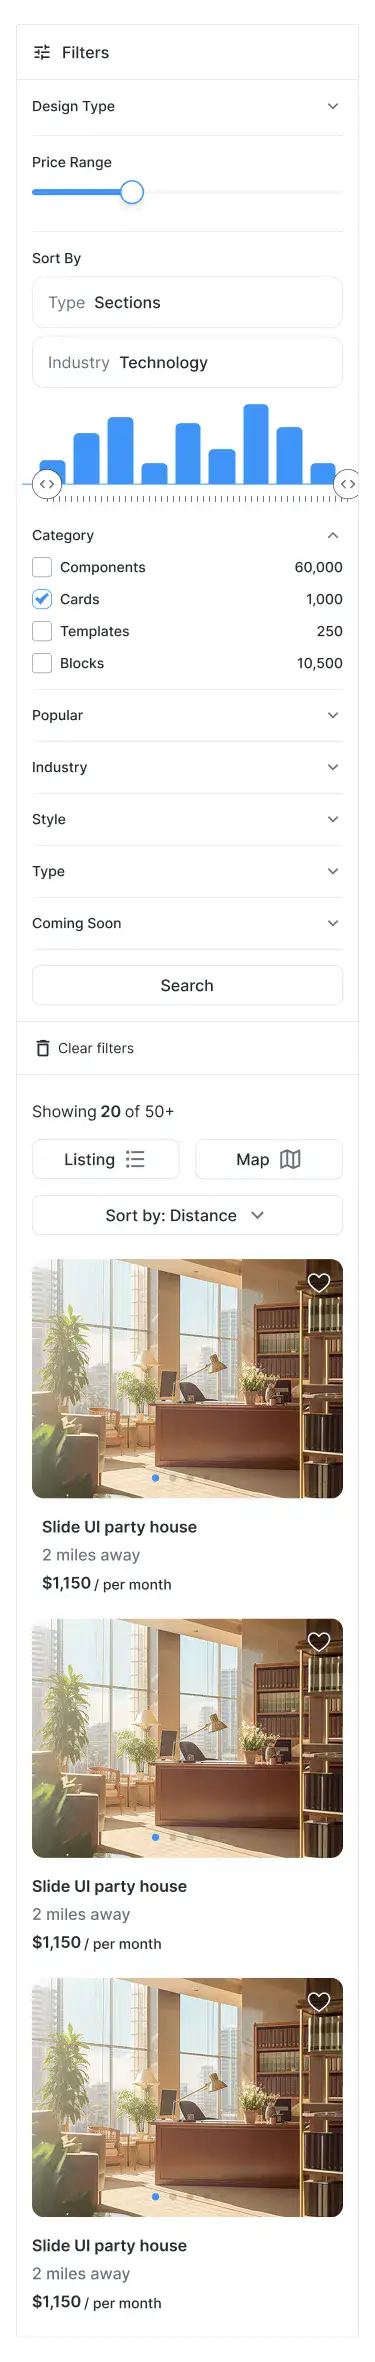 Filters
Design Type
Price Range
Sort By
Type Sections
Industry Technology
Category
Components 60,000
Cards 1,000
Templates 250
Blocks 10,500
Popular
Industry
Style
Type
Coming Soon
Search
Clear filters
Showing 20 of 50+
Listing Map
Sort by: Distance
Slide UI party house
2 miles away
$1,150 / per month
Slide UI party house
2 miles away
$1,150 / per month
Slide UI party house
2 miles away
$1,150 / per month